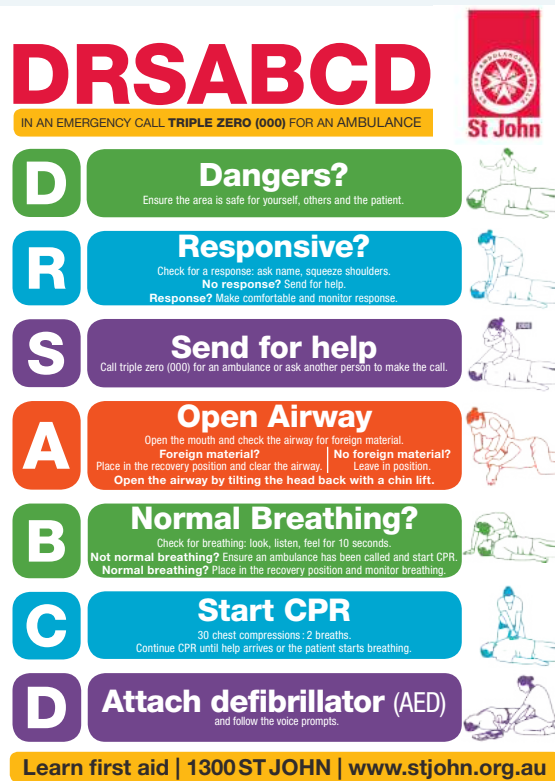 DRSABCD
IN AN EMERGENCY CALL TRIPLE ZERO (000) FOR AN AMBULANCE
St John
D
Dangers?
Ensure the area is safe for yourself, others and the patient.
R
Responsive?
Check for a response: ask name, squeeze shoulders.
No response? Send for help.
Response? Make comfortable and monitor response.
S
Send for help
Call triple zero (000) for an ambulance or ask another person to make the call.
A
Open Airway
Open the mouth and check the airway for foreign material.
Foreign material?
Place in the recovery position and clear the airway.
No foreign material?
Leave in position.
Open the airway by tilting the head back with a chin lift.
B
Normal Breathing?
Check for breathing: look, listen, feel for 10 seconds.
Not normal breathing? Ensure an ambulance has been called and start CPR.
Normal breathing? Place in the recovery position and monitor breathing.
C
Start CPR
30 chest compressions : 2 breaths.
Continue CPR until help arrives or the patient starts breathing.
D
Attach defibrillator (AED)
and follow the voice prompts.
Learn first aid | 1300 ST JOHN | www.stjohn.org.au